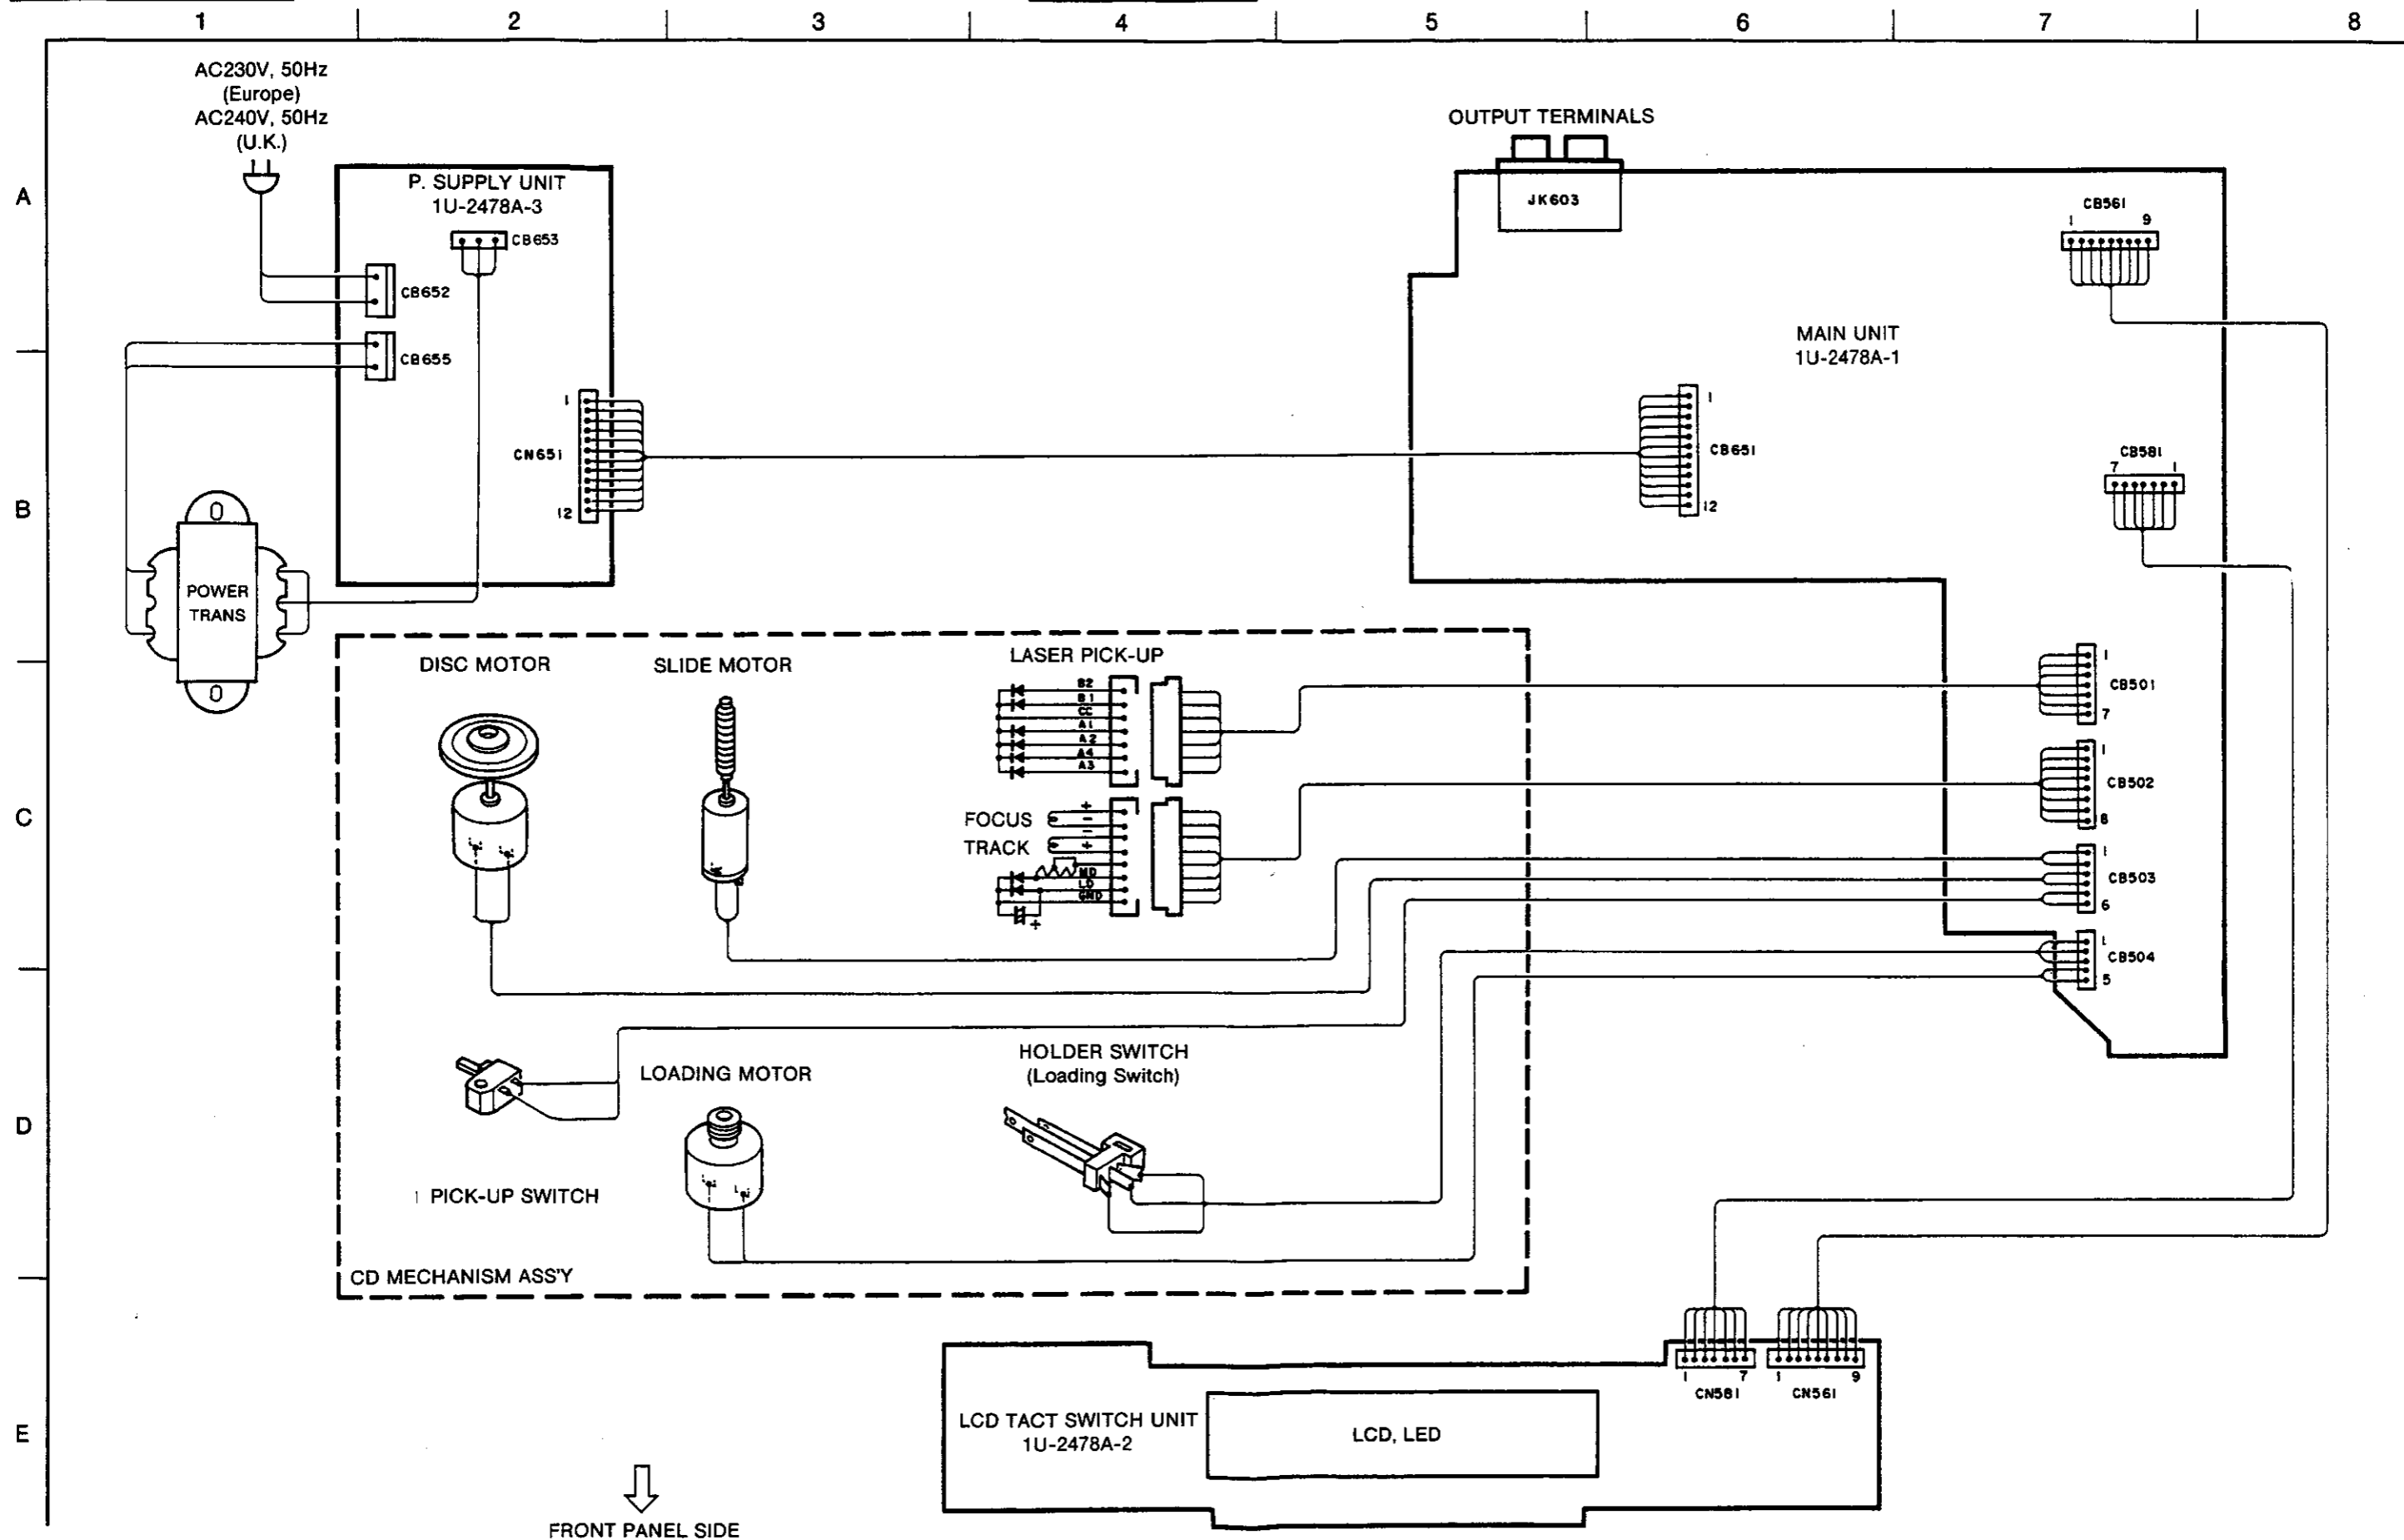 1 2 3 4 5 6 7 8
A
B
C
D
E
AC230V, 50Hz
(Europe)
AC240V, 50Hz
(U.K.)
P. SUPPLY UNIT
1U-2478A-3
CB653
CB652
CB655
1
CN651
12
POWER
TRANS
OUTPUT TERMINALS
JK603
MAIN UNIT
1U-2478A-1
CB561
1 9
1
CB651
12
CB581
7 1
1
CB501
7
1
CB502
8
1
CB503
6
1
CB504
5
DISC MOTOR
SLIDE MOTOR
LASER PICK-UP
B2
B1
CC
A1
A2
A4
A3
FOCUS
+
−
TRACK
−
+
MD
LD
GND
+
LOADING MOTOR
HOLDER SWITCH
(Loading Switch)
PICK-UP SWITCH
CD MECHANISM ASS'Y
1 7
CN581
1 9
CN561
LCD TACT SWITCH UNIT
1U-2478A-2
LCD, LED
FRONT PANEL SIDE